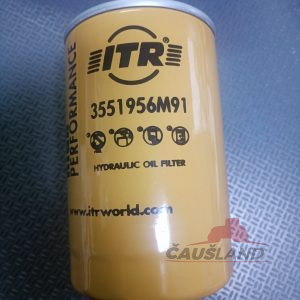 ITR
PERFORMANCE
3551956M91
HYDRAULIC OIL FILTER
www.itrworld.com
ČAUŠLAND